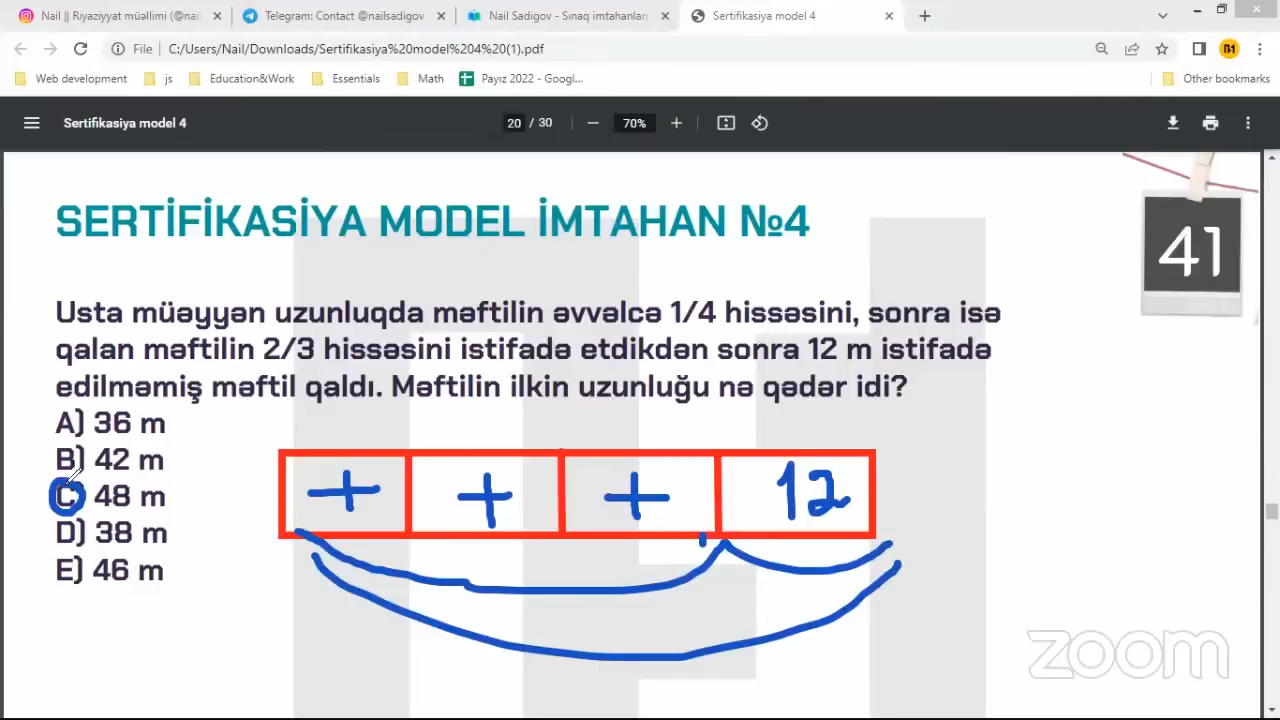 Nail || Riyaziyyat müəllimi (@nail
Telegram: Contact @nailsadigov
Nail Sadigov - Sınaq imtahanları
Sertifikasiya model 4
File
C:/Users/Nail/Downloads/Sertifikasiya%20model%204%20(1).pdf
Web development
js
Education&Work
Essentials
Math
Payız 2022 - Googl...
Other bookmarks
Sertifikasiya model 4
20 / 30
70%
SERTİFİKASİYA MODEL İMTAHAN №4
41
Usta müəyyən uzunluqda məftilin əvvəlcə 1/4 hissəsini, sonra isə
qalan məftilin 2/3 hissəsini istifadə etdikdən sonra 12 m istifadə
edilməmiş məftil qaldı. Məftilin ilkin uzunluğu nə qədər idi?
A) 36 m
B) 42 m
C) 48 m
D) 38 m
E) 46 m
+ + + 12
zoom